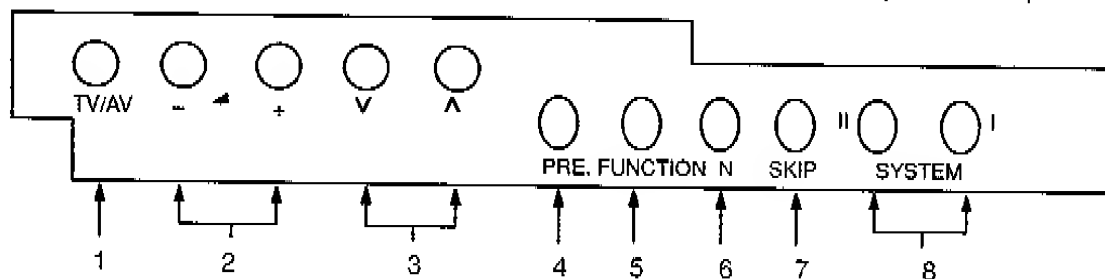 TV/AV - + V Λ
II I
PRE. FUNCTION N SKIP SYSTEM
1 2 3 4 5 6 7 8